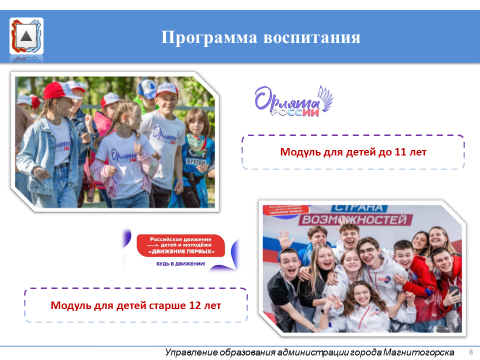 Программа воспитания
Орлята
РОССИИ
Модуль для детей до 11 лет
Орлята
СТРАНА
ВОЗМОЖНОСТЕЙ
Российское движение
детей и молодёжи
«ДВИЖЕНИЕ ПЕРВЫХ»
БУДЬ В ДВИЖЕНИИ!
Модуль для детей старше 12 лет
Управление образования администрации города Магнитогорска
8